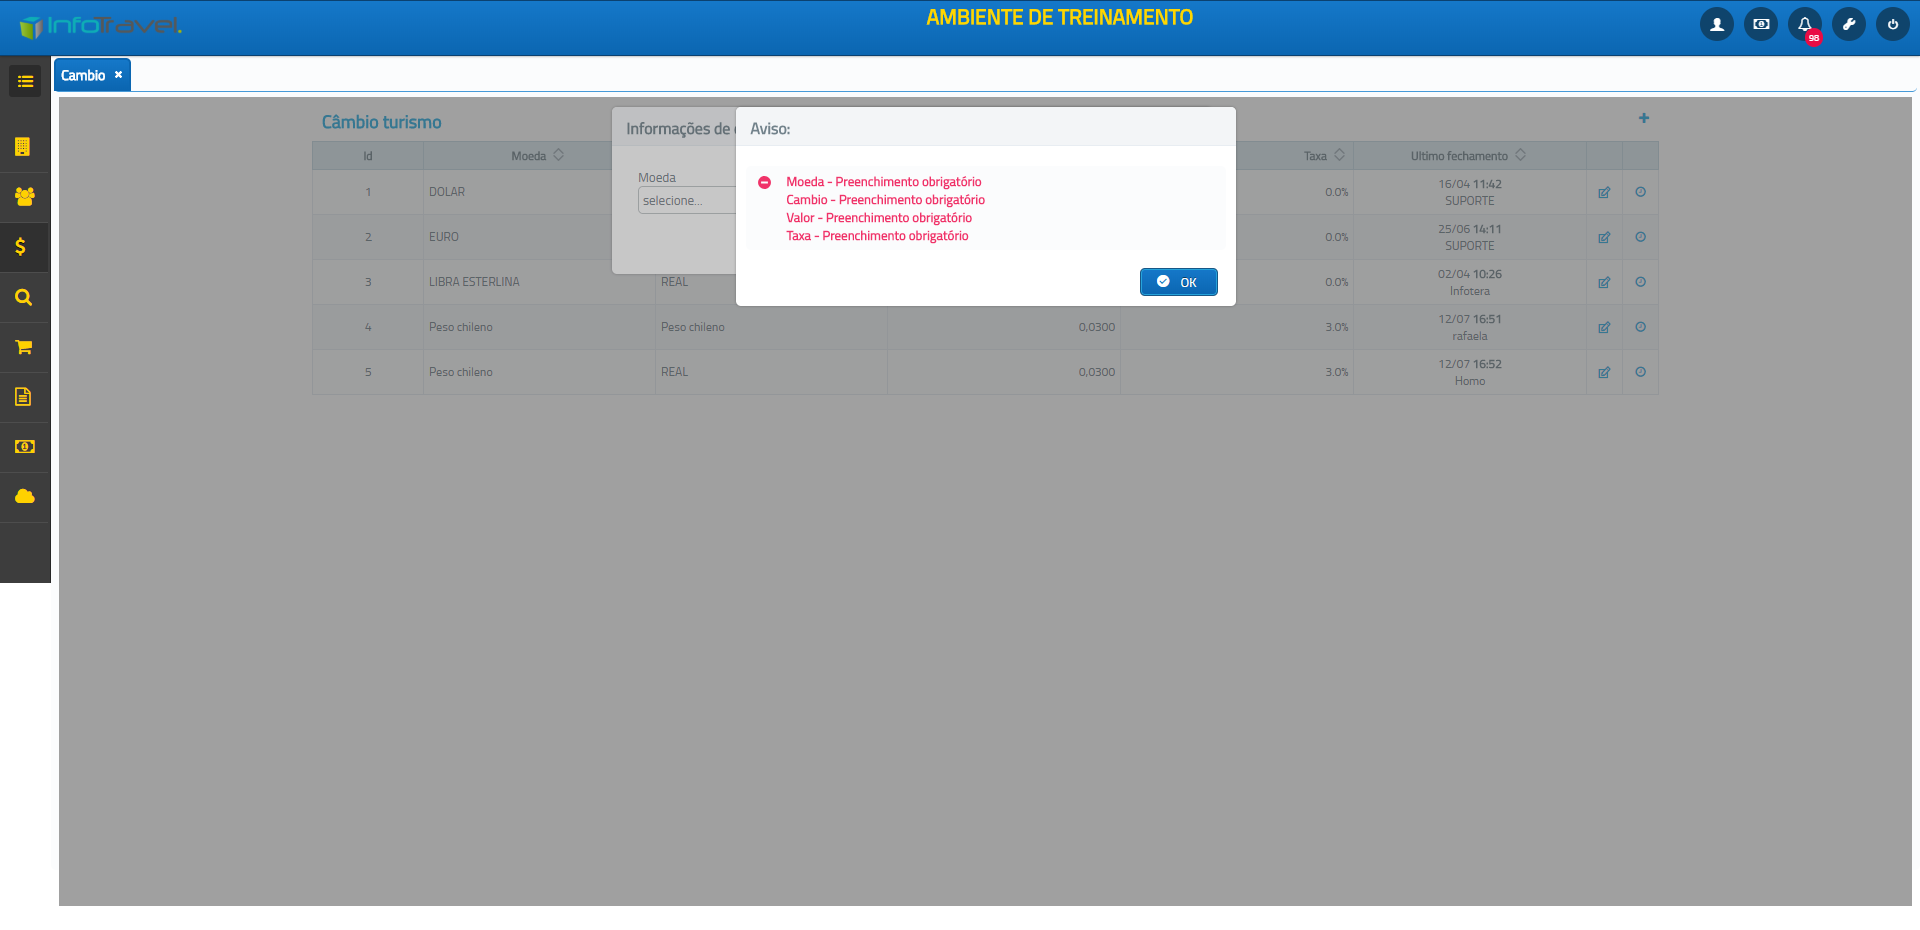 InfoTravel.
AMBIENTE DE TREINAMENTO
98
Cambio
Câmbio turismo
Informações de
Aviso:
Moeda
selecione...
Moeda - Preenchimento obrigatório
Cambio - Preenchimento obrigatório
Valor - Preenchimento obrigatório
Taxa - Preenchimento obrigatório
OK
Id Moeda Taxa Ultimo fechamento
1 DOLAR 0.0% 16/04 11:42
SUPORTE
2 EURO 0.0% 25/06 14:11
SUPORTE
3 LIBRA ESTERLINA REAL 0.0% 02/04 10:26
Infotera
4 Peso chileno Peso chileno 0,0300 3.0% 12/07 16:51
rafaela
5 Peso chileno REAL 0,0300 3.0% 12/07 16:52
Homo